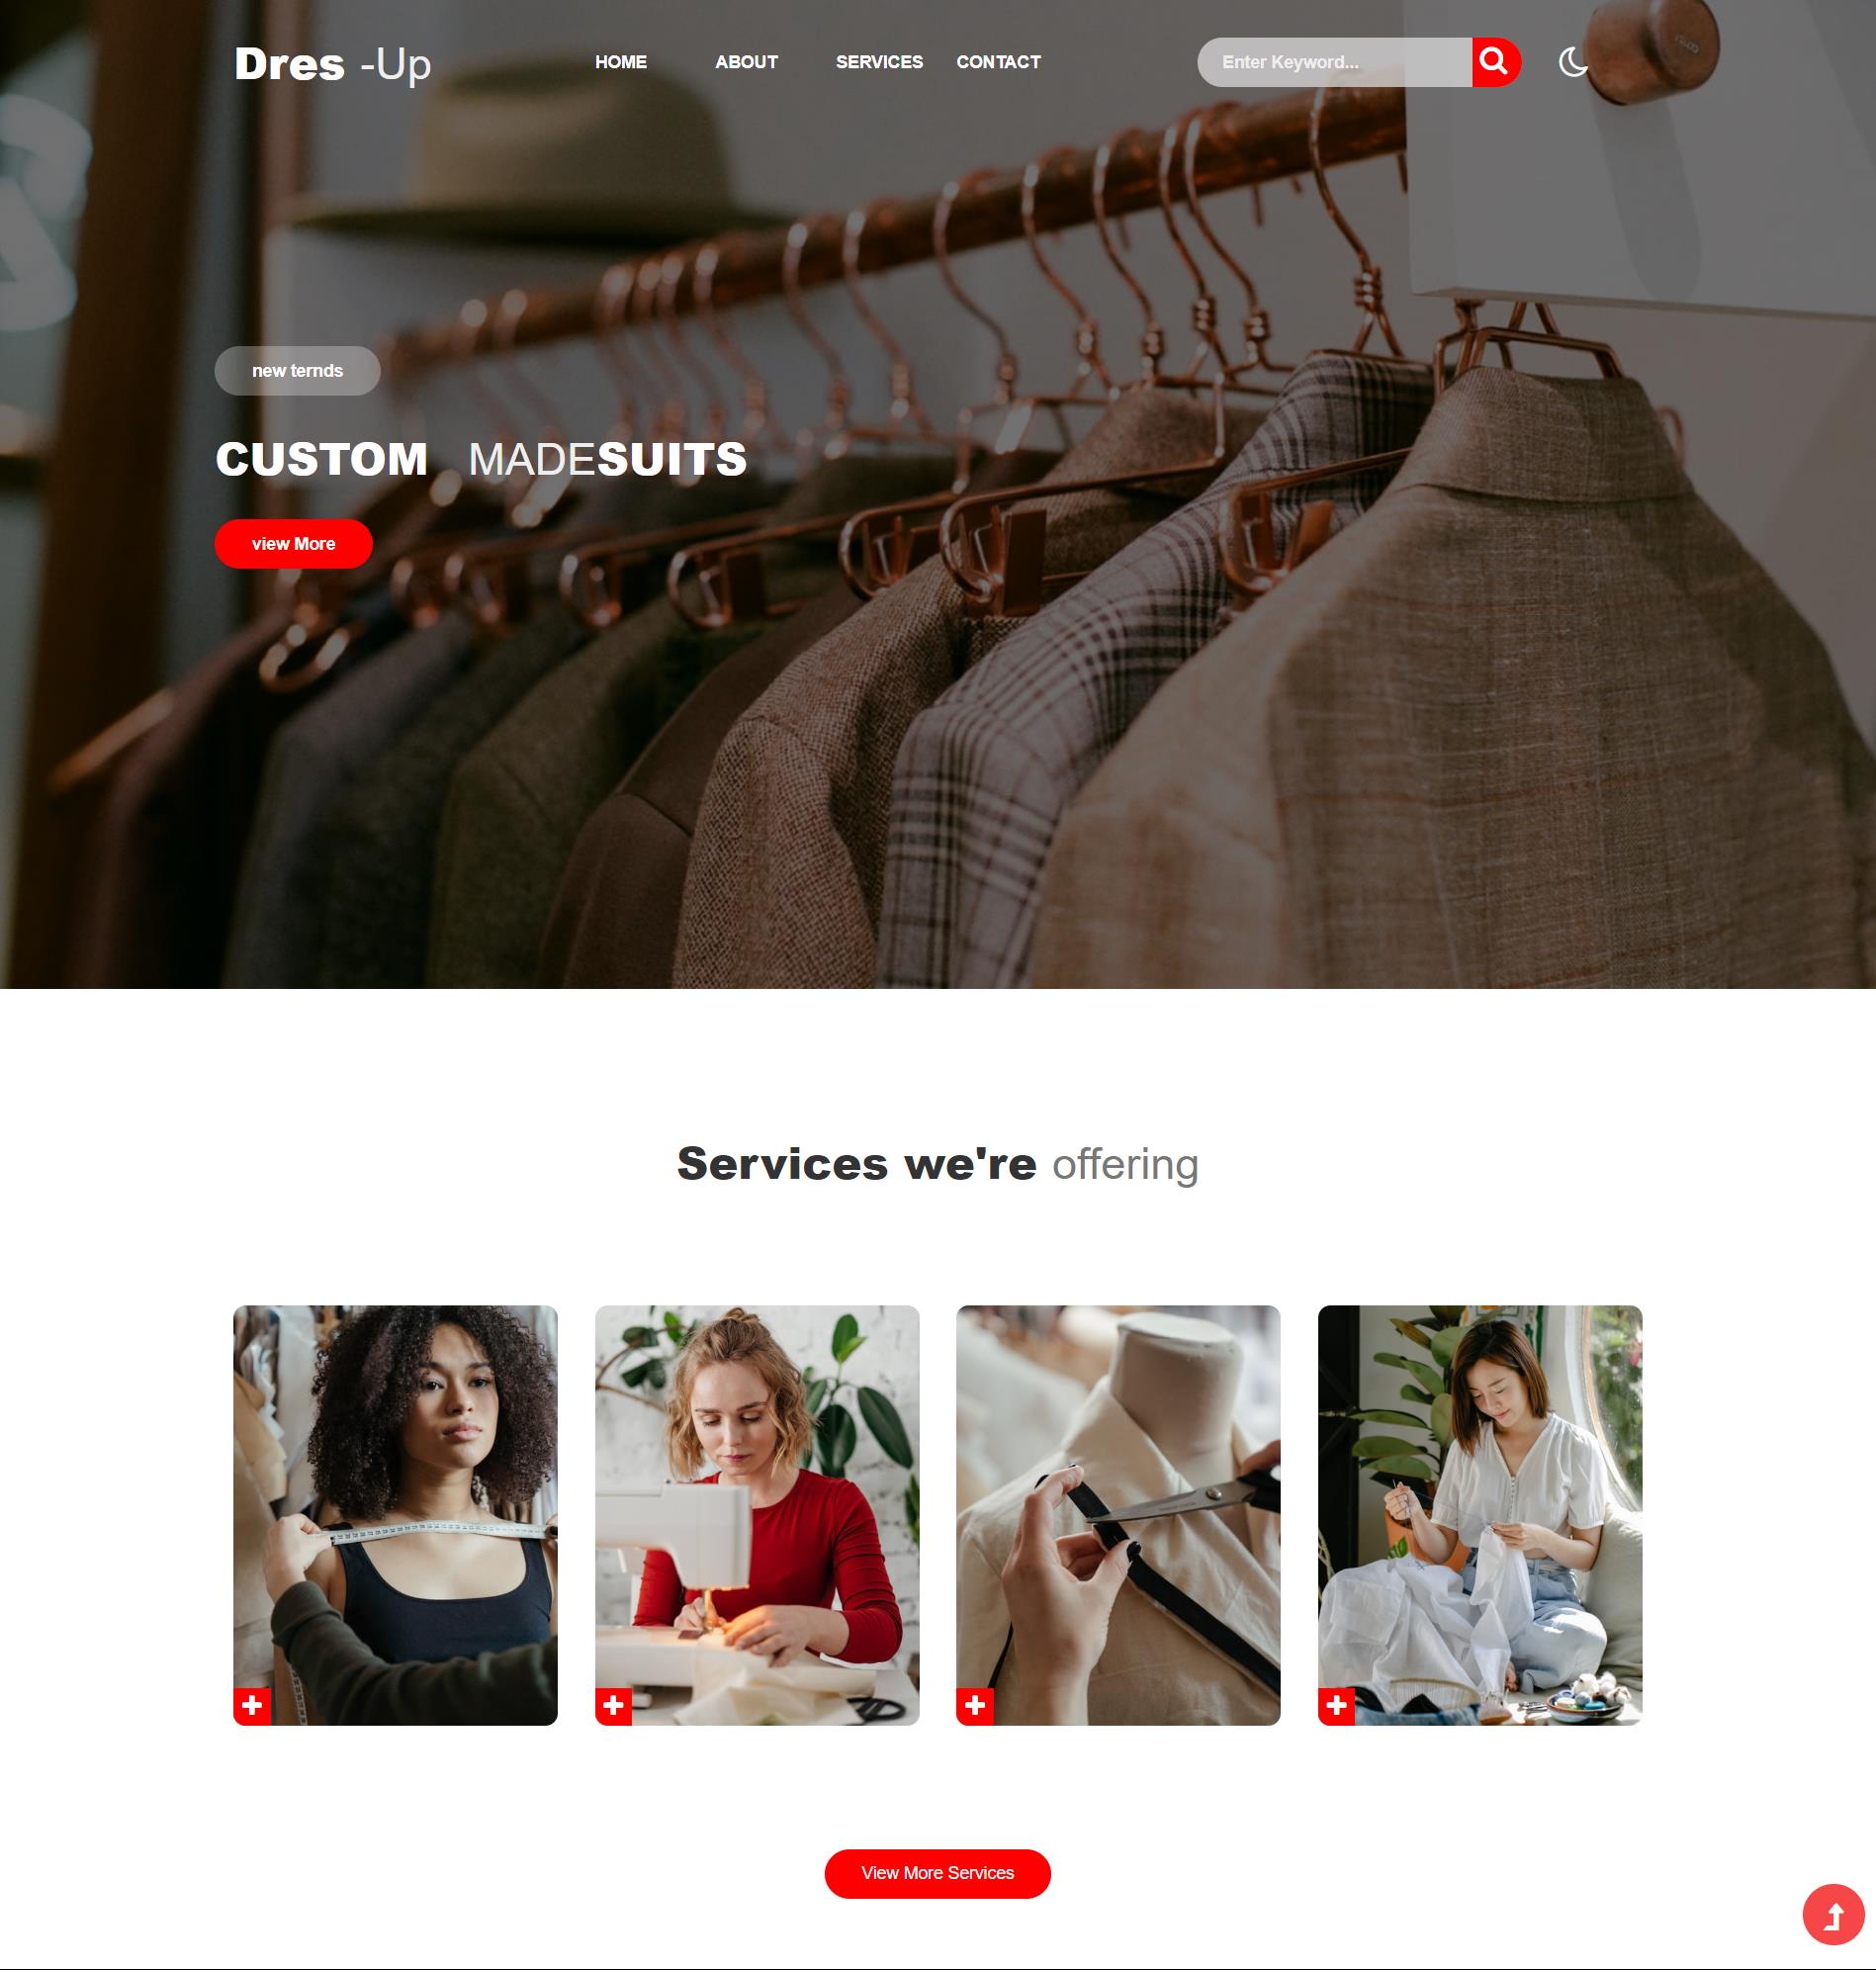 Dres -Up
HOME ABOUT SERVICES CONTACT
Enter Keyword...
new ternds
CUSTOM MADESUITS
view More
Services we're offering
View More Services